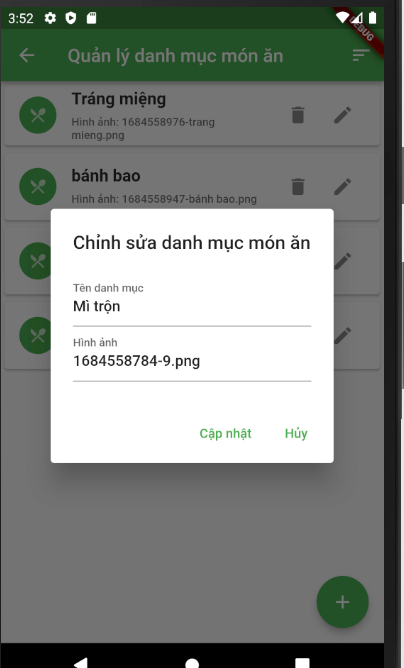 3:52
DEBUG
Quản lý danh mục món ăn
Tráng miệng
Hình ảnh: 1684558976-trang
mieng.png
bánh bao
Hình ảnh: 1684558947-bánh bao.png
Chỉnh sửa danh mục món ăn
Tên danh mục
Mì trộn
Hình ảnh
1684558784-9.png
Cập nhật
Hủy